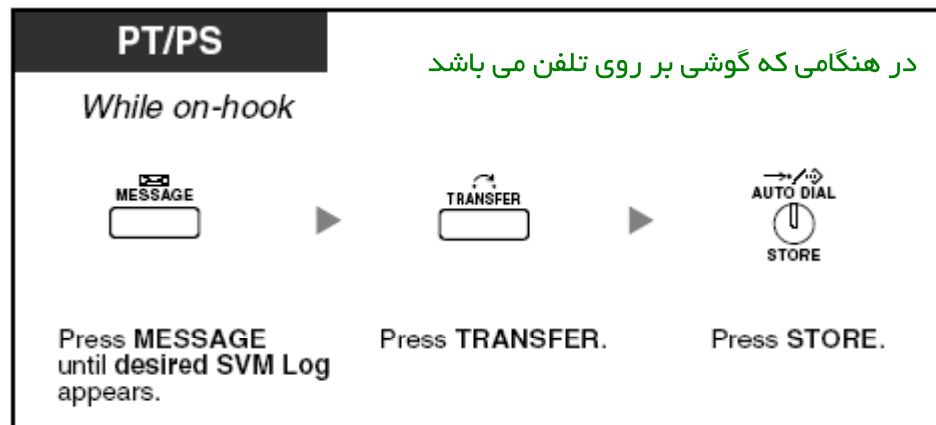 PT/PS
در هنگامی که گوشی بر روی تلفن می باشد
While on-hook
MESSAGE
TRANSFER
AUTO DIAL
STORE
Press MESSAGE
until desired SVM Log
appears.
Press TRANSFER.
Press STORE.